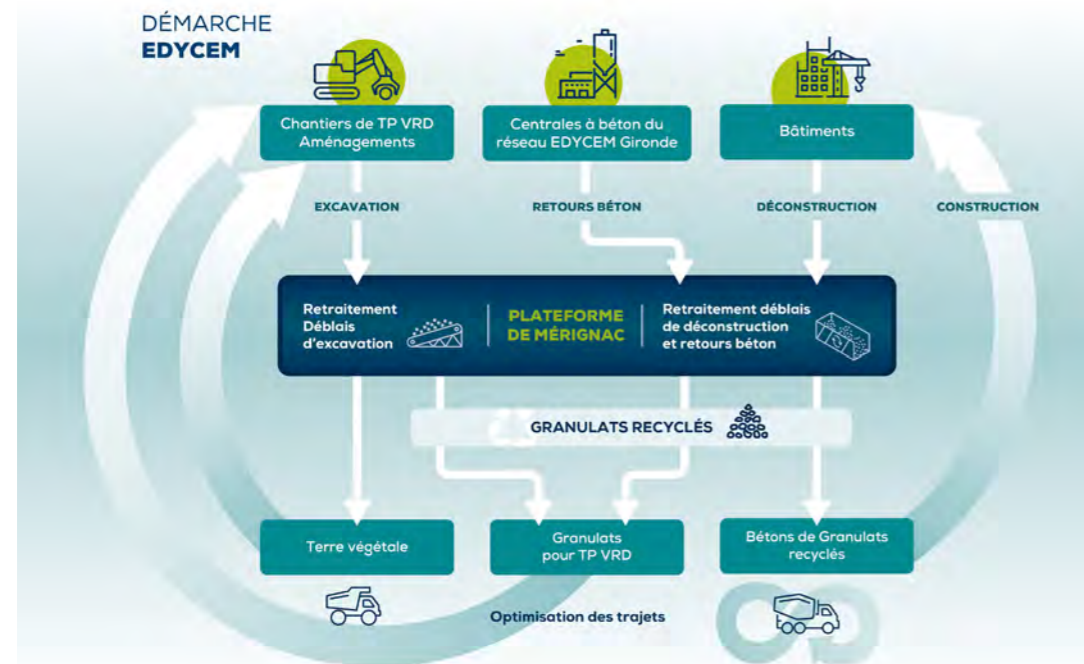 DÉMARCHE
EDYCEM
Chantiers de TP VRD
Aménagements
Centrales à béton du
réseau EDYCEM Gironde
Bâtiments
EXCAVATION
RETOURS BÉTON
DÉCONSTRUCTION
CONSTRUCTION
Retraitement
Déblais
d'excavation
PLATEFORME
DE MÉRIGNAC
Retraitement déblais
de déconstruction
et retours béton
GRANULATS RECYCLÉS
Terre végétale
Granulats
pour TP VRD
Bétons de Granulats
recyclés
Optimisation des trajets